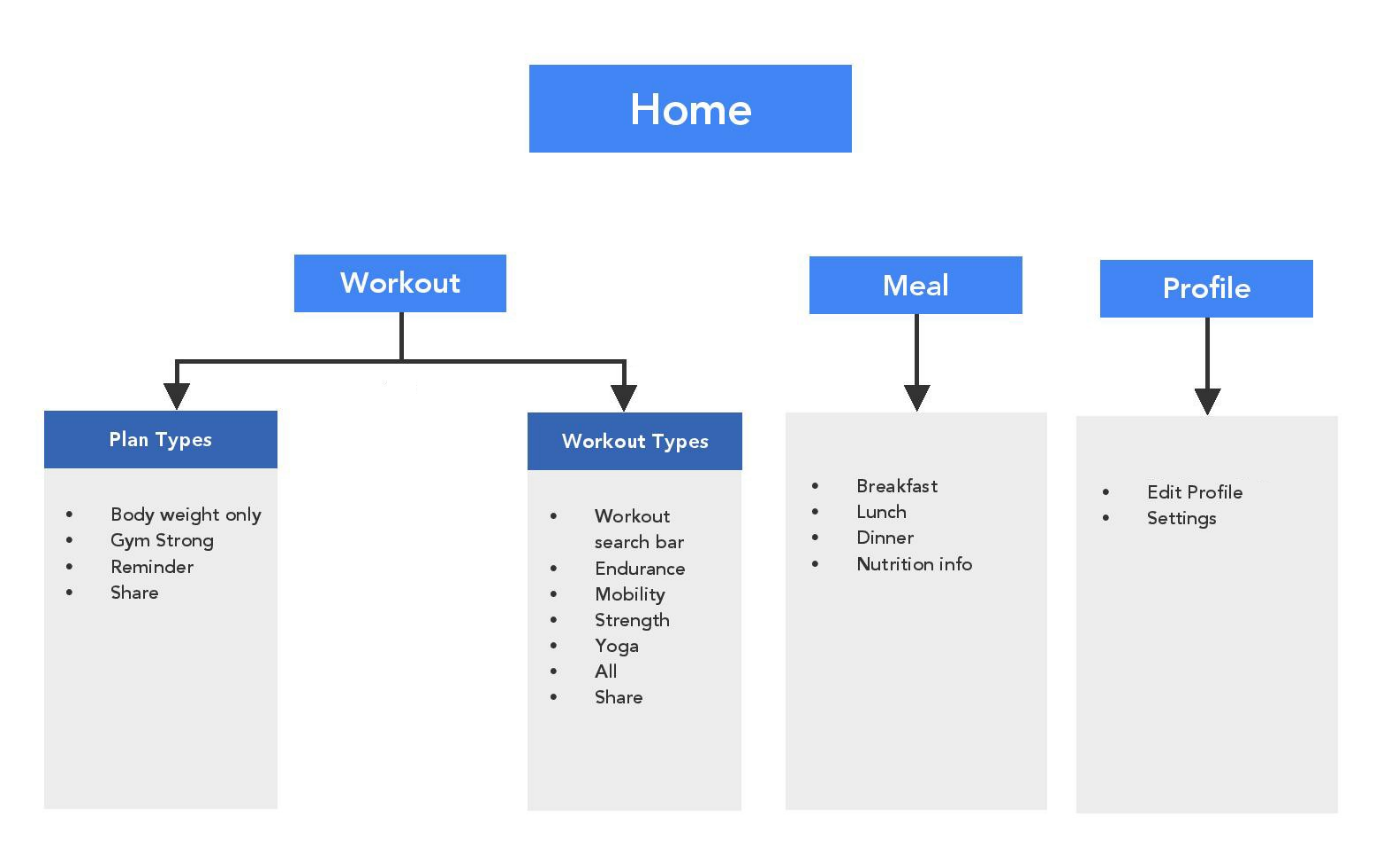 Home
Workout
Meal
Profile
Plan Types
• Body weight only
• Gym Strong
• Reminder
• Share
Workout Types
• Workout
search bar
• Endurance
• Mobility
• Strength
• Yoga
• All
• Share
• Breakfast
• Lunch
• Dinner
• Nutrition info
• Edit Profile
• Settings